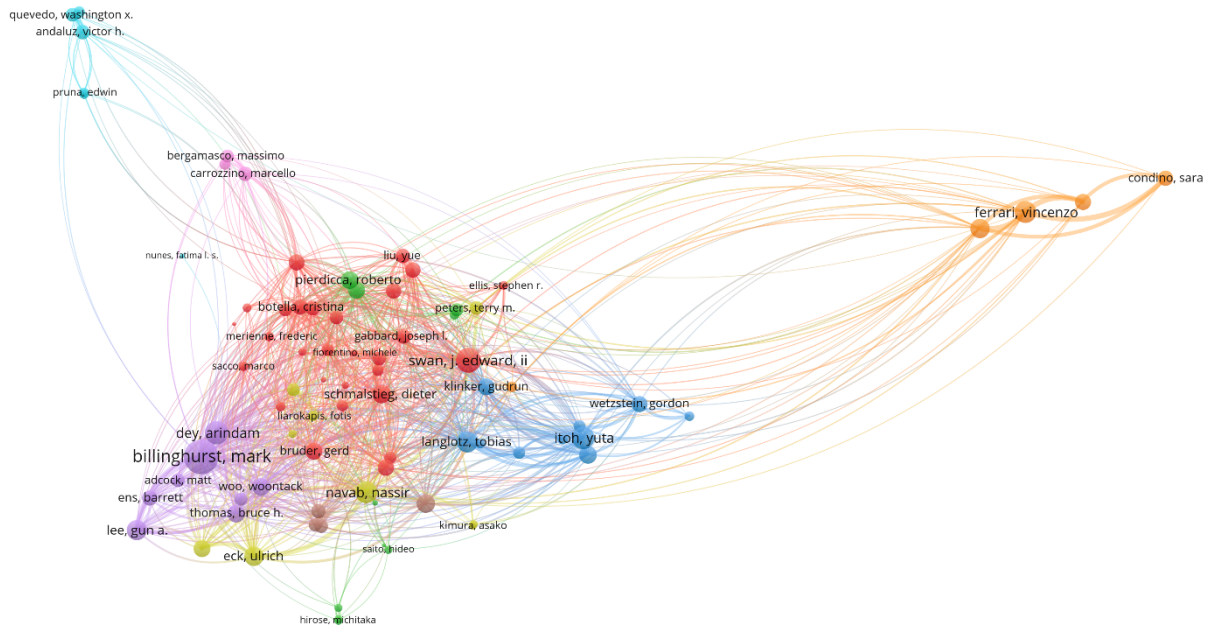 quevedo, washington x.
andaluz, victor h.
pruna, edwin
bergamasco, massimo
carrozzino, marcello
condino, sara
ferrari, vincenzo
nunes, fatima l. s.
liu, yue
pierdicca, roberto
ellis, stephen r.
botella, cristina
peters, terry m.
merienne, frederic
gabbard, joseph l.
fiorentino, michele
sacco, marco
swan, j. edward, ii
klinker, gudrun
schmalstieg, dieter
wetzstein, gordon
liarokapis, fotis
dey, arindam
langlotz, tobias
itoh, yuta
bruder, gerd
billinghurst, mark
adcock, matt
woo, woontack
navab, nassir
ens, barrett
thomas, bruce h.
kimura, asako
lee, gun a.
saito, hideo
eck, ulrich
hirose, michitaka